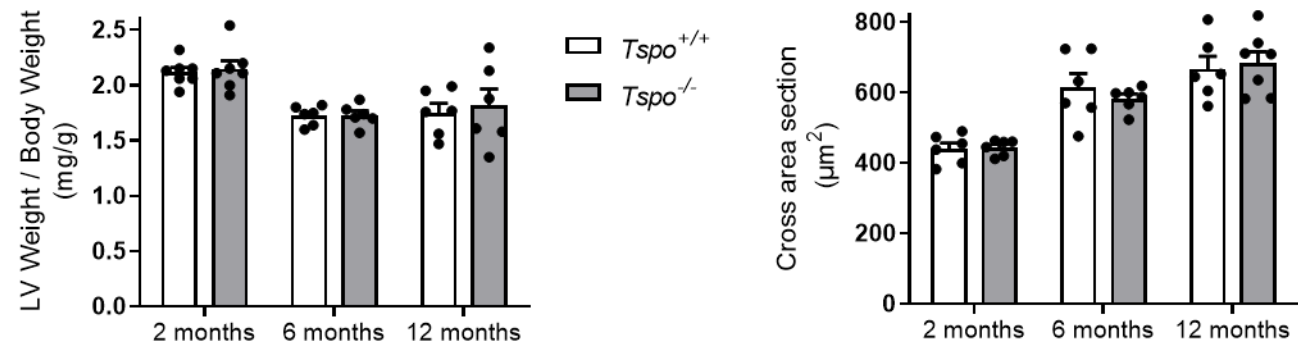 LV Weight / Body Weight
(mg/g)
2.5
2.0
1.5
1.0
0.5
0.0
2 months
6 months
12 months
Tspo+/+
Tspo-/-
Cross area section
(µm²)
800
600
400
200
0
2 months
6 months
12 months